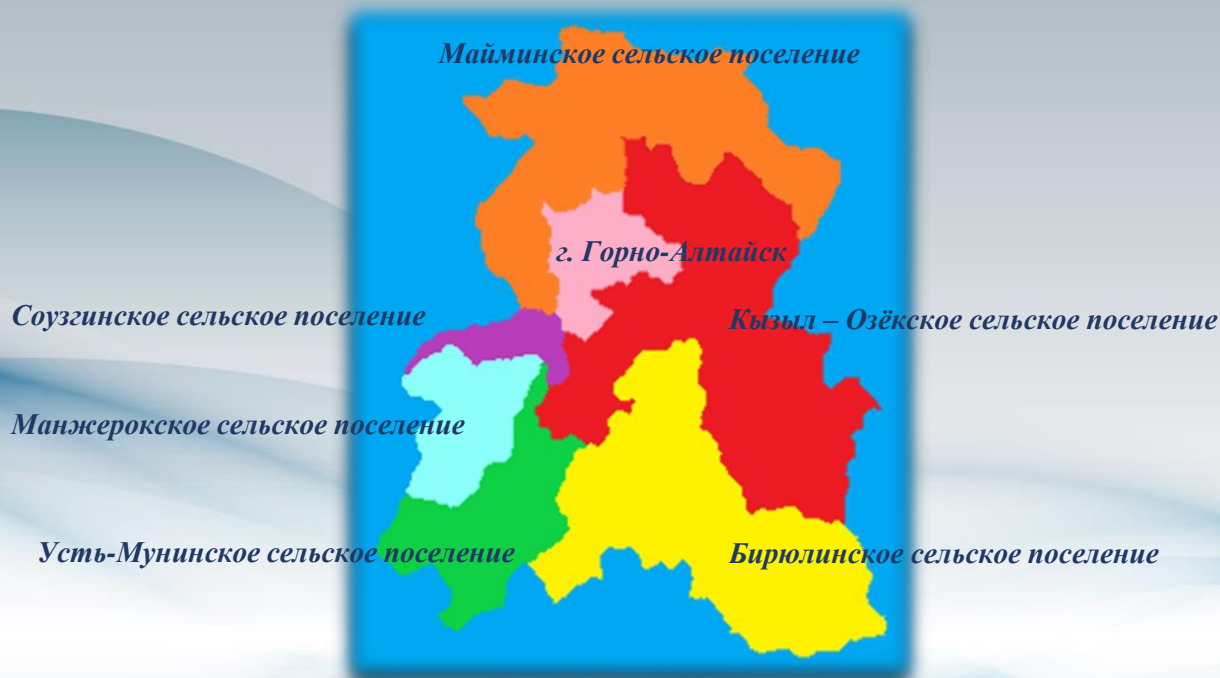 Майминское сельское поселение
г. Горно-Алтайск
Соузгинское сельское поселение
Кызыл – Озёкское сельское поселение
Манжерокское сельское поселение
Усть-Мунинское сельское поселение
Бирюлинское сельское поселение